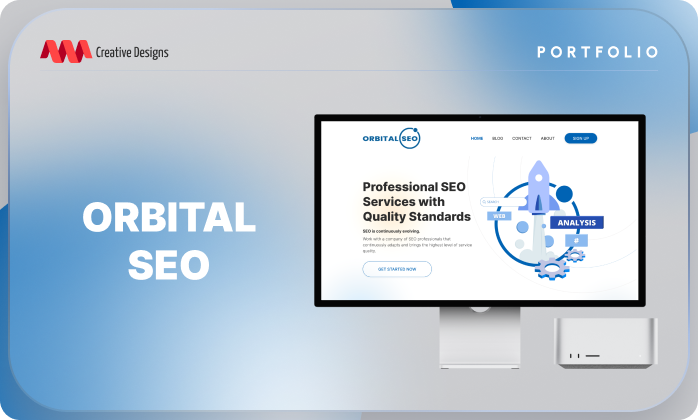 Creative Designs
PORTFOLIO
ORBITAL SEO
HOME BLOG CONTACT ABOUT SIGN UP
Professional SEO
Services with
Quality Standards
SEO is continuously evolving.
Work with a company of SEO professionals that
continuously adapts and brings the highest level of service
quality.
GET STARTED NOW
WEB
ANALYSIS
ORBITAL
SEO